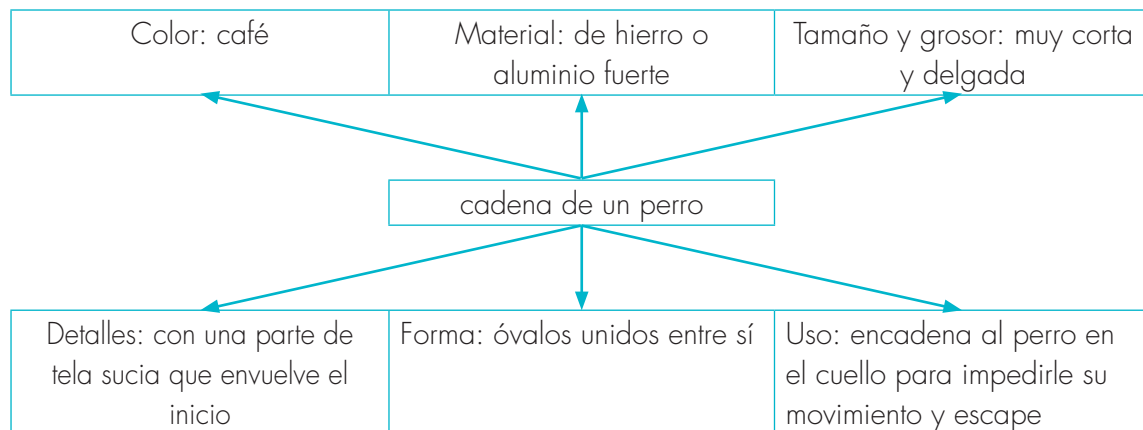 Color: café
Material: de hierro o
aluminio fuerte
Tamaño y grosor: muy corta
y delgada
cadena de un perro
Detalles: con una parte de
tela sucia que envuelve el
inicio
Forma: óvalos unidos entre sí
Uso: encadena al perro en
el cuello para impedirle su
movimiento y escape